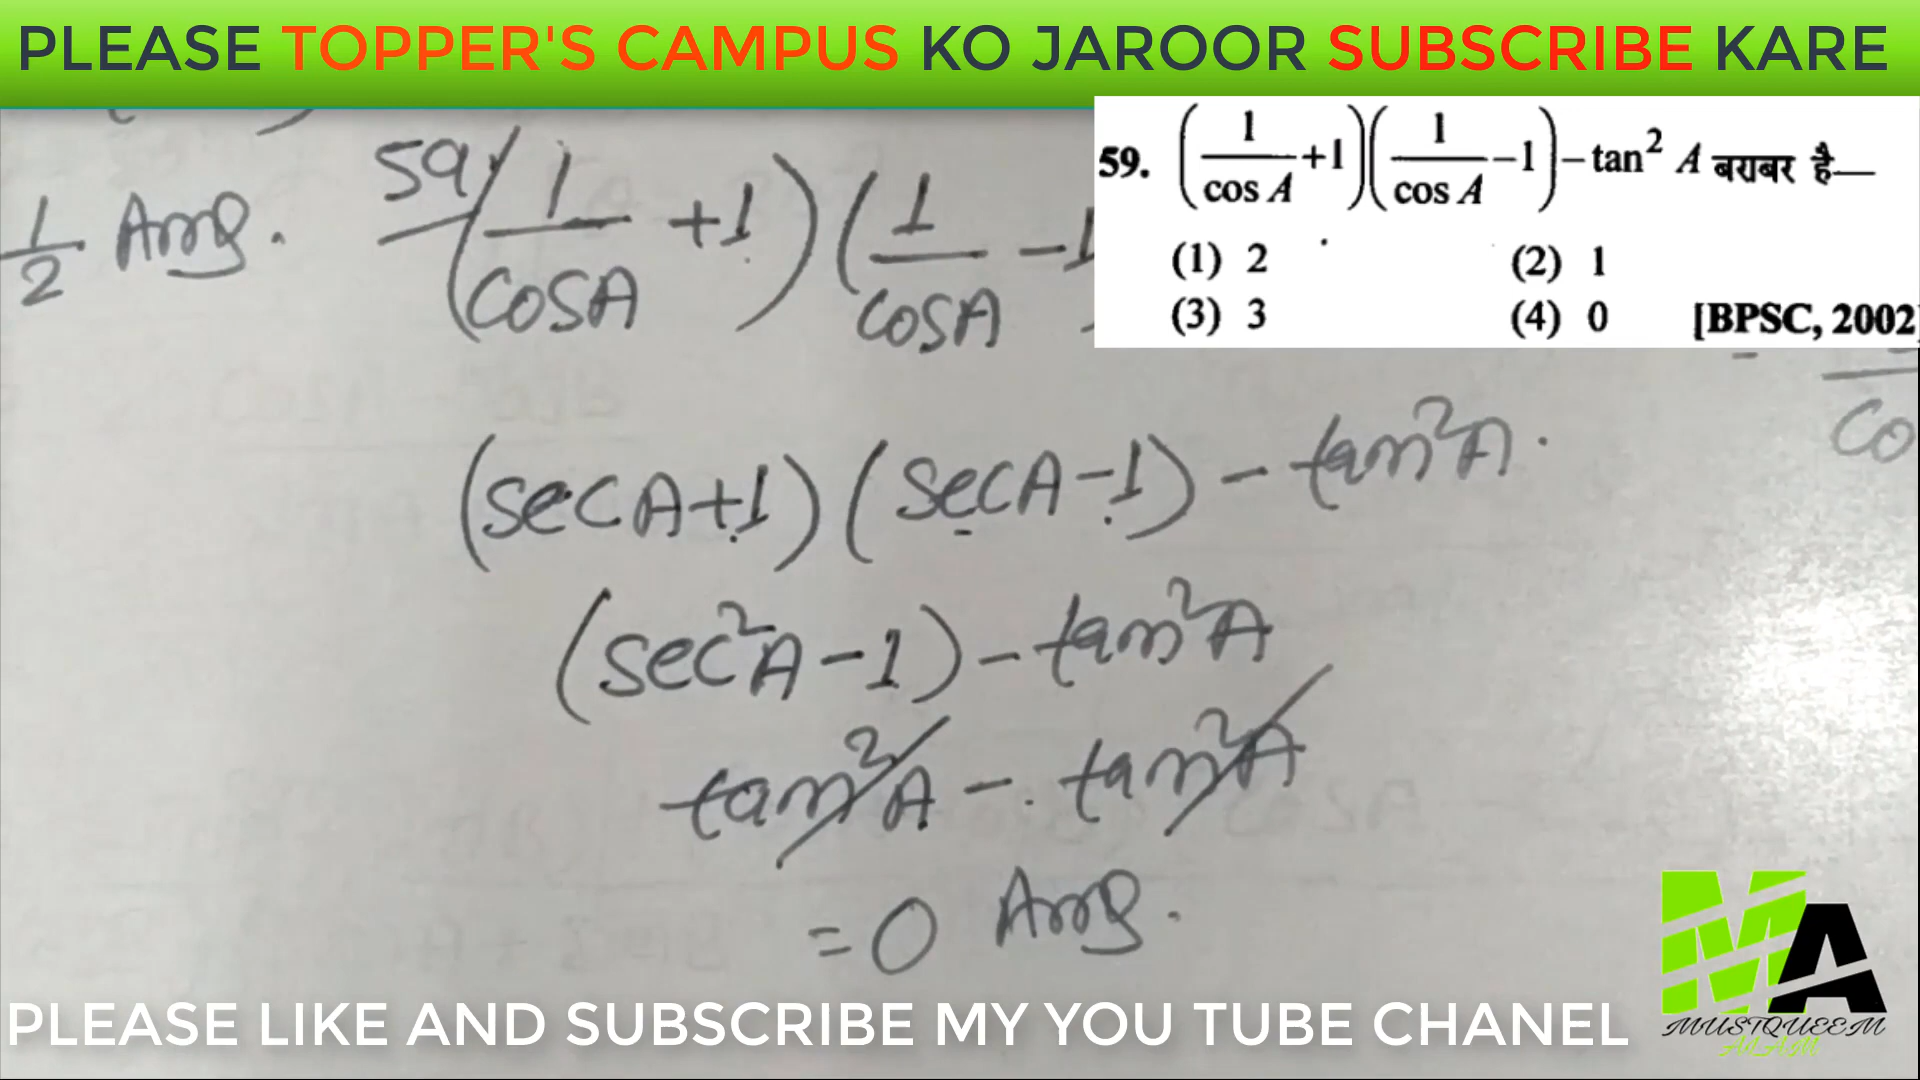 PLEASE TOPPER'S CAMPUS KO JAROOR SUBSCRIBE KARE
59. (1/cos A +1)(1/cos A −1) − tan² A बराबर है—
(1) 2 (2) 1
(3) 3 (4) 0 [BPSC, 2002]
1/2 Ans. 59/ (1/COSA +1) (1/COSA −1
(secA+1) (secA−1) − tan²A.
(sec²A−1) − tan²A
tan²A − tan²A
=0 Ans.
PLEASE LIKE AND SUBSCRIBE MY YOU TUBE CHANEL
MA
MUSTQUEEM
ALAM